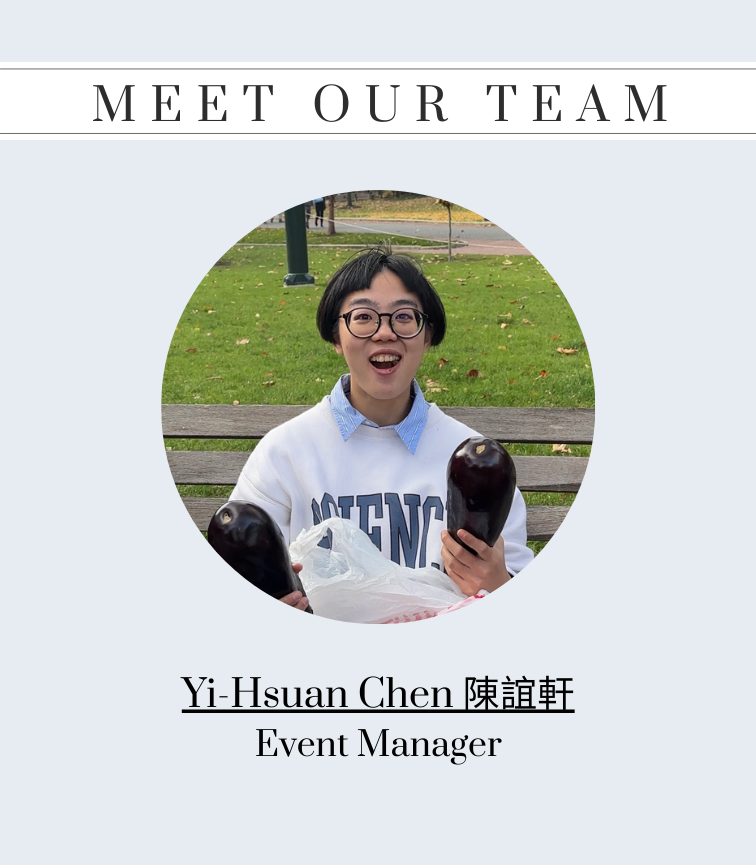 MEET OUR TEAM
Yi-Hsuan Chen 陳誼軒
Event Manager